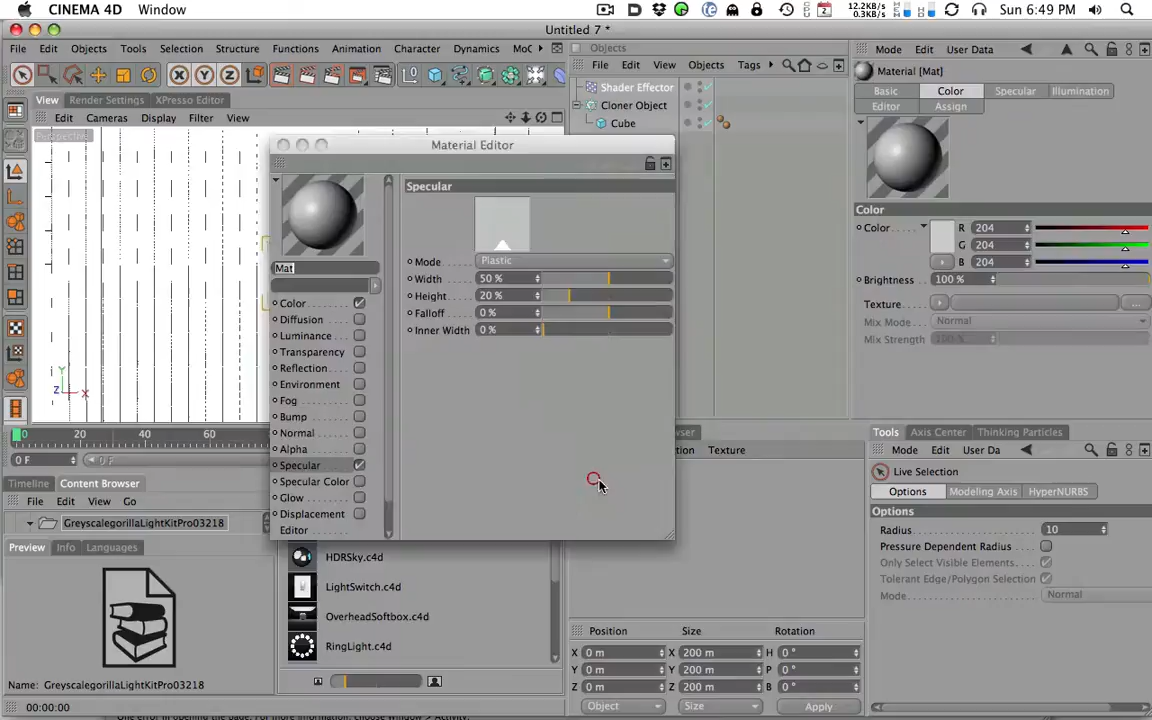 CINEMA 4D Window
12.2KB/s
0.3KB/s
Sun 6:49 PM
Untitled 7 *
File Edit Objects Tools Selection Structure Functions Animation Character Dynamics MoC
View Render Settings XPresso Editor
Edit Cameras Display Filter View
Perspective
Y
Z X
0 20 40 60
0 F
0 F
Timeline Content Browser
File Edit View Go
GreyscalegorillaLightKitPro03218
Preview Info Languages
Name: GreyscalegorillaLightKitPro03218
00:00:00
HDRSky.c4d
LightSwitch.c4d
OverheadSoftbox.c4d
RingLight.c4d
Material Editor
Mat
Color
Diffusion
Luminance
Transparency
Reflection
Environment
Fog
Bump
Normal
Alpha
Specular
Specular Color
Glow
Displacement
Editor
Specular
Mode Plastic
Width 50 %
Height 20 %
Falloff 0 %
Inner Width 0 %
Objects
File Edit View Objects Tags
Shader Effector
Cloner Object
Cube
Texture
Position Size Rotation
X 0 m X 200 m H 0 °
Y 0 m Y 200 m P 0 °
Z 0 m Z 200 m B 0 °
Object Size Apply
Mode Edit User Data
Material [Mat]
Basic Color Specular Illumination
Editor Assign
Color
Color R 204
G 204
B 204
Brightness 100 %
Texture
Mix Mode Normal
Mix Strength 100 %
Tools Axis Center Thinking Particles
Mode Edit User Da
Live Selection
Options Modeling Axis HyperNURBS
Options
Radius 10
Pressure Dependent Radius
Only Select Visible Elements
Tolerant Edge/Polygon Selection
Mode Normal